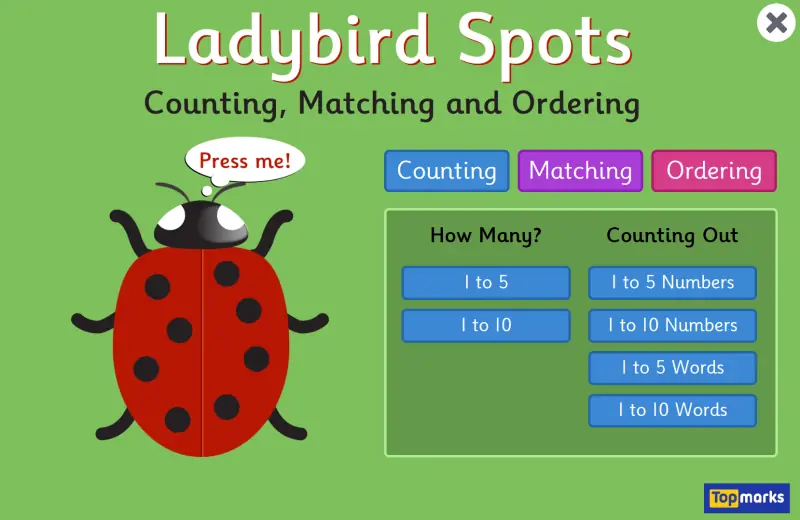 Ladybird Spots
Counting, Matching and Ordering
Press me!
Counting
Matching
Ordering
How Many?
1 to 5
1 to 10
Counting Out
1 to 5 Numbers
1 to 10 Numbers
1 to 5 Words
1 to 10 Words
Topmarks